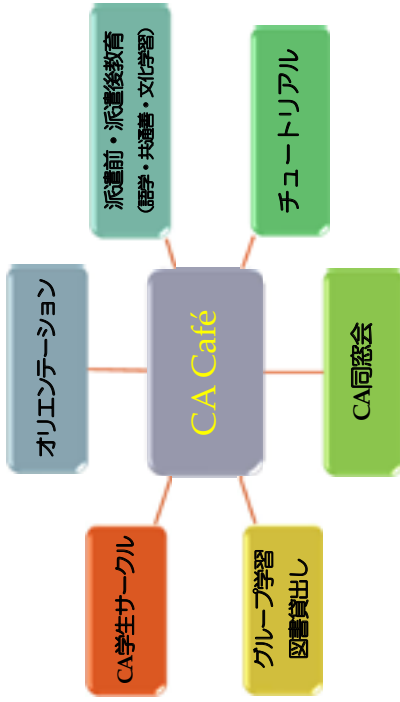 オリエンテーション
派遣前・派遣後教育
(語学・共通善・文化学習)
チュートリアル
CA Café
CA同窓会
グループ学習
図書貸出し
CA学生サークル